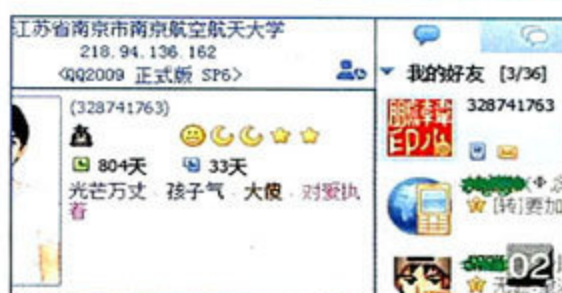 江苏省南京市南京航空航天大学
218.94.136.162
<QQ2009 正式版 SP6>
(328741763)
804天 33天
光芒万丈 孩子气 大傻 对爱执
着
我的好友 [3/36]
328741763
[转]要加
02